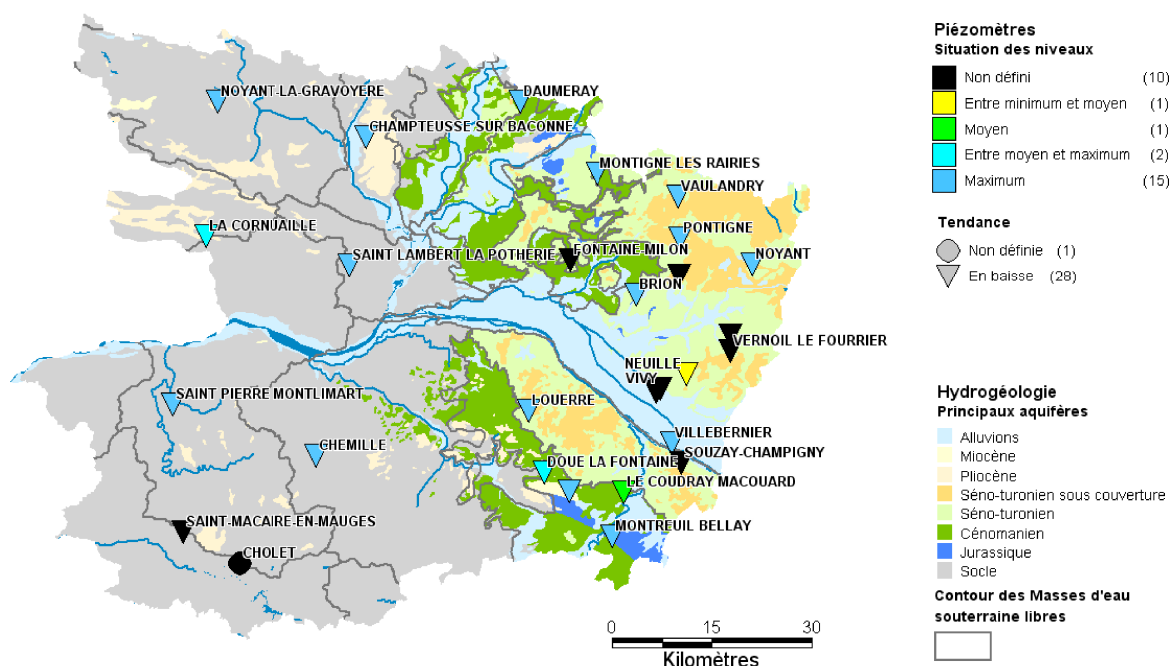 NOYANT-LA-GRAVOYERE
DAUMERAY
CHAMPTEUSSE SUR BACONNE
MONTIGNE LES RAIRIES
VAULANDRY
LA CORNUAILLE
PONTIGNE
SAINT LAMBERT LA POTHERIE
FONTAINE MILON
NOYANT
BRION
VERNOIL LE FOURRIER
NEUILLE
VIVY
SAINT PIERRE MONTLIMART
LOUERRE
CHEMILLE
VILLEBERNIER
SOUZAY-CHAMPIGNY
DOUE LA FONTAINE
LE COUDRAY MACOUARD
SAINT-MACAIRE-EN-MAUGES
MONTREUIL BELLAY
CHOLET
0 15 30
Kilomètres
Piézomètres
Situation des niveaux
Non défini (10)
Entre minimum et moyen (1)
Moyen (1)
Entre moyen et maximum (2)
Maximum (15)
Tendance
Non définie (1)
En baisse (28)
Hydrogéologie
Principaux aquifères
Alluvions
Miocène
Pliocène
Séno-turonien sous couverture
Séno-turonien
Cénomanien
Jurassique
Socle
Contour des Masses d'eau
souterraine libres